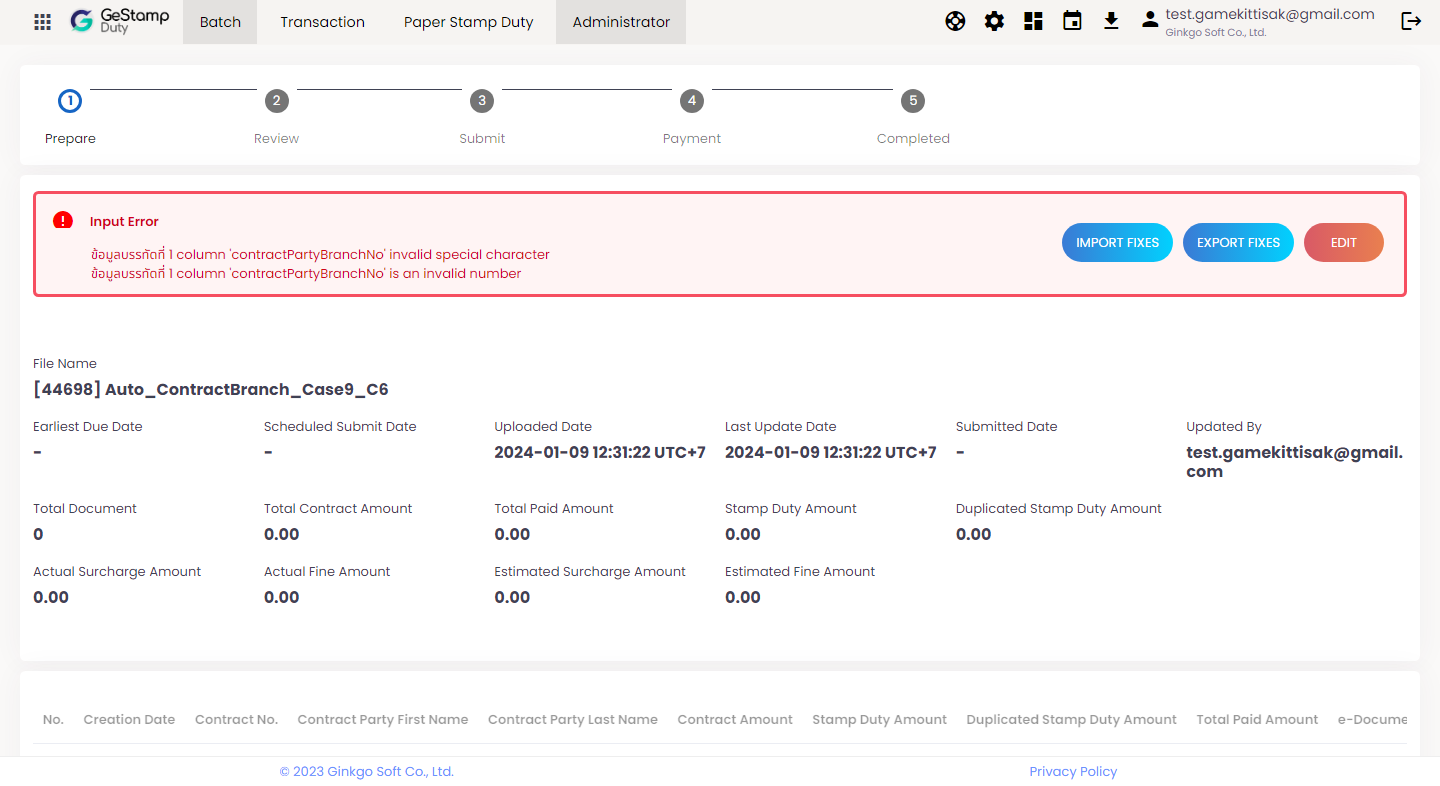 GeStamp
Duty
Batch
Transaction
Paper Stamp Duty
Administrator
test.gamekittisak@gmail.com
Ginkgo Soft Co., Ltd.
1
2
3
4
5
Prepare
Review
Submit
Payment
Completed
Input Error
ข้อมูลบรรทัดที่ 1 column 'contractPartyBranchNo' invalid special character
ข้อมูลบรรทัดที่ 1 column 'contractPartyBranchNo' is an invalid number
IMPORT FIXES
EXPORT FIXES
EDIT
File Name
[44698] Auto_ContractBranch_Case9_C6
Earliest Due Date
-
Scheduled Submit Date
-
Uploaded Date
2024-01-09 12:31:22 UTC+7
Last Update Date
2024-01-09 12:31:22 UTC+7
Submitted Date
-
Updated By
test.gamekittisak@gmail.
com
Total Document
0
Total Contract Amount
0.00
Total Paid Amount
0.00
Stamp Duty Amount
0.00
Duplicated Stamp Duty Amount
0.00
Actual Surcharge Amount
0.00
Actual Fine Amount
0.00
Estimated Surcharge Amount
0.00
Estimated Fine Amount
0.00
No.
Creation Date
Contract No.
Contract Party First Name
Contract Party Last Name
Contract Amount
Stamp Duty Amount
Duplicated Stamp Duty Amount
Total Paid Amount
e-Docume
© 2023 Ginkgo Soft Co., Ltd.
Privacy Policy